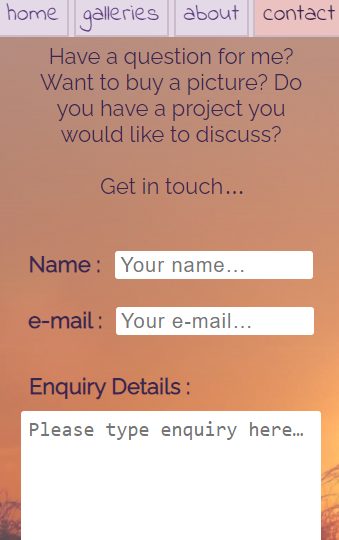 home galleries about contact
Have a question for me?
Want to buy a picture? Do
you have a project you
would like to discuss?
Get in touch...
Name : Your name...
e-mail : Your e-mail...
Enquiry Details :
Please type enquiry here…